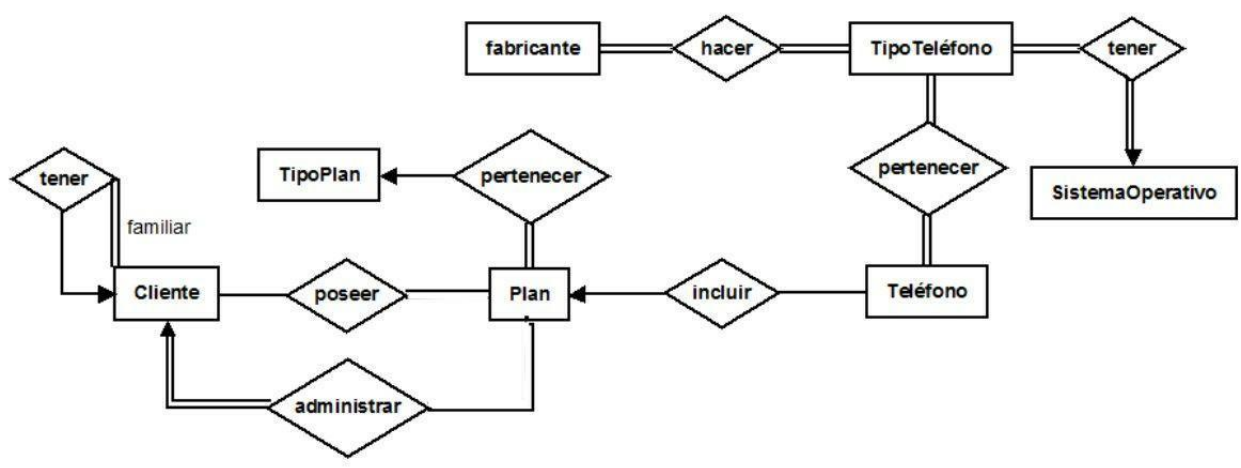 fabricante
hacer
TipoTeléfono
tener
tener
TipoPlan
pertenecer
pertenecer
SistemaOperativo
familiar
Cliente
poseer
Plan
incluir
Teléfono
administrar